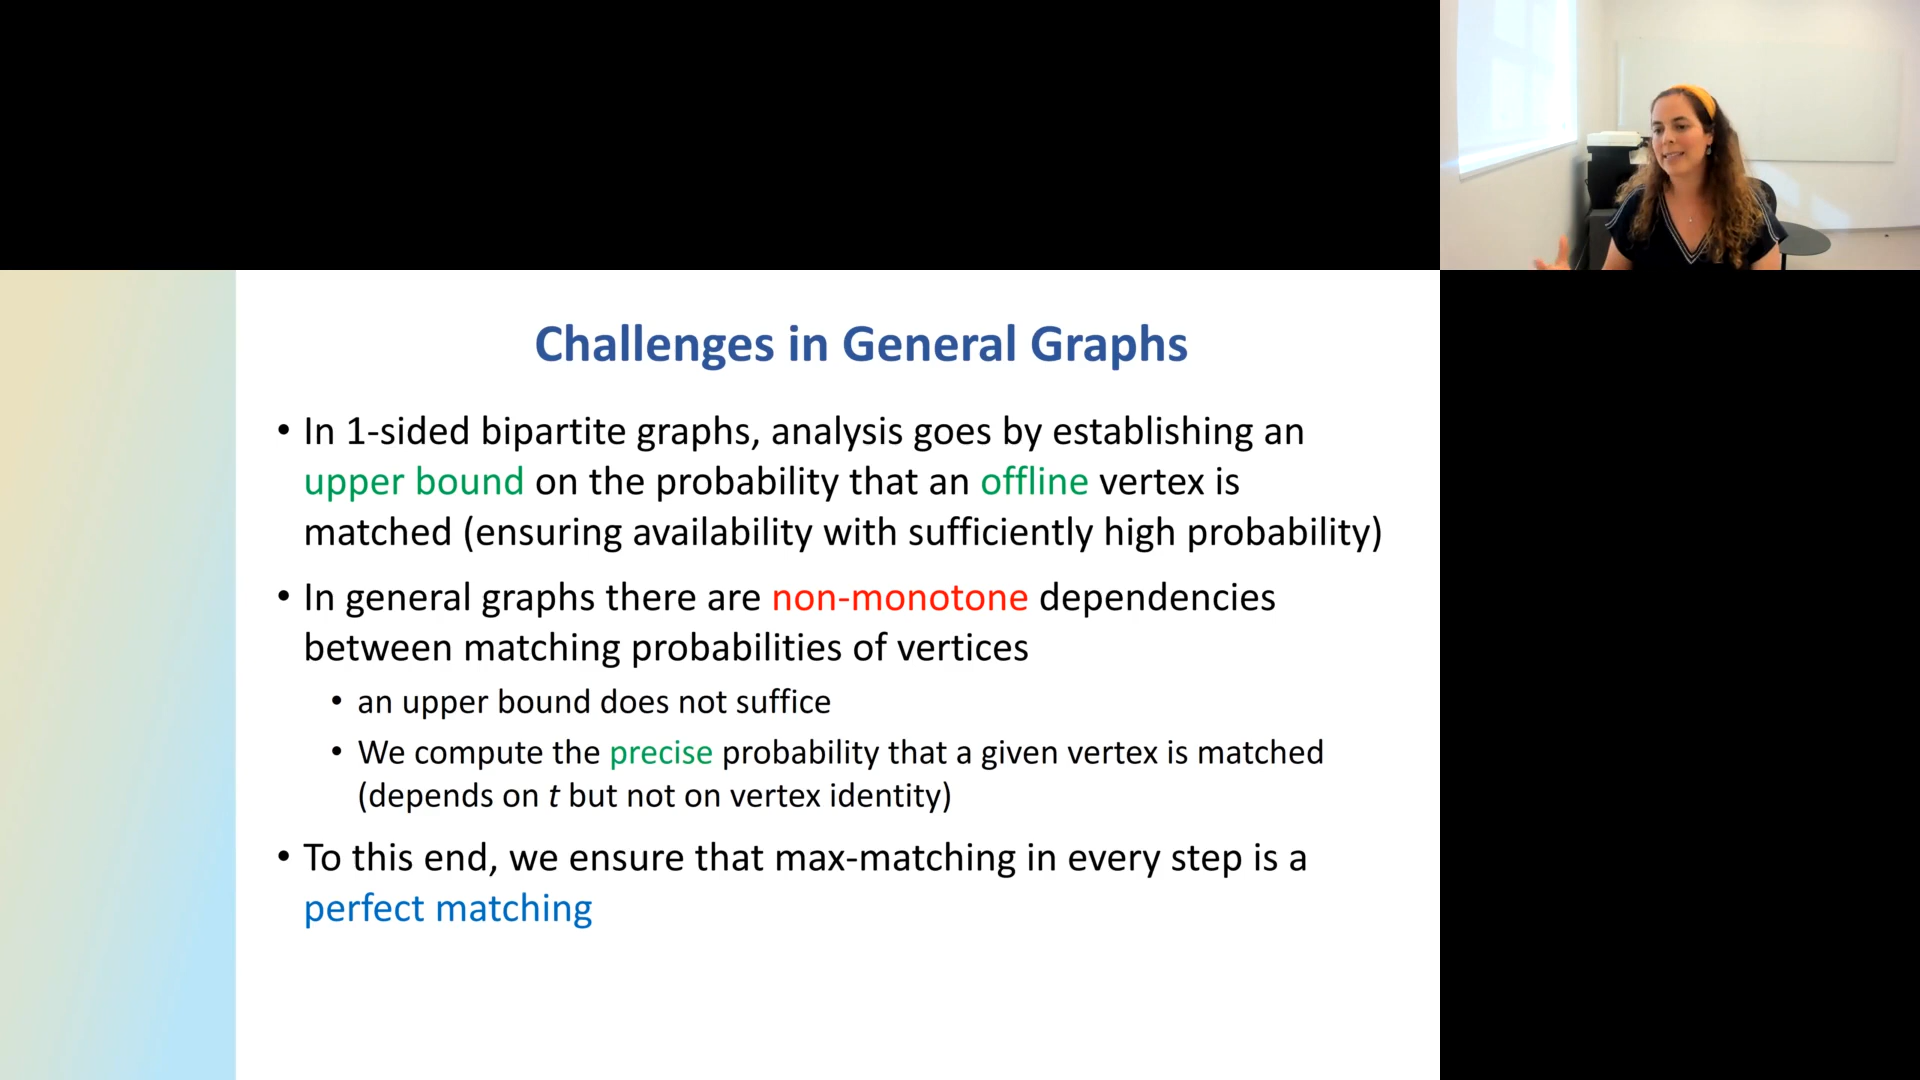 Challenges in General Graphs
• In 1-sided bipartite graphs, analysis goes by establishing an
upper bound on the probability that an offline vertex is
matched (ensuring availability with sufficiently high probability)
• In general graphs there are non-monotone dependencies
between matching probabilities of vertices
• an upper bound does not suffice
• We compute the precise probability that a given vertex is matched
(depends on t but not on vertex identity)
• To this end, we ensure that max-matching in every step is a
perfect matching